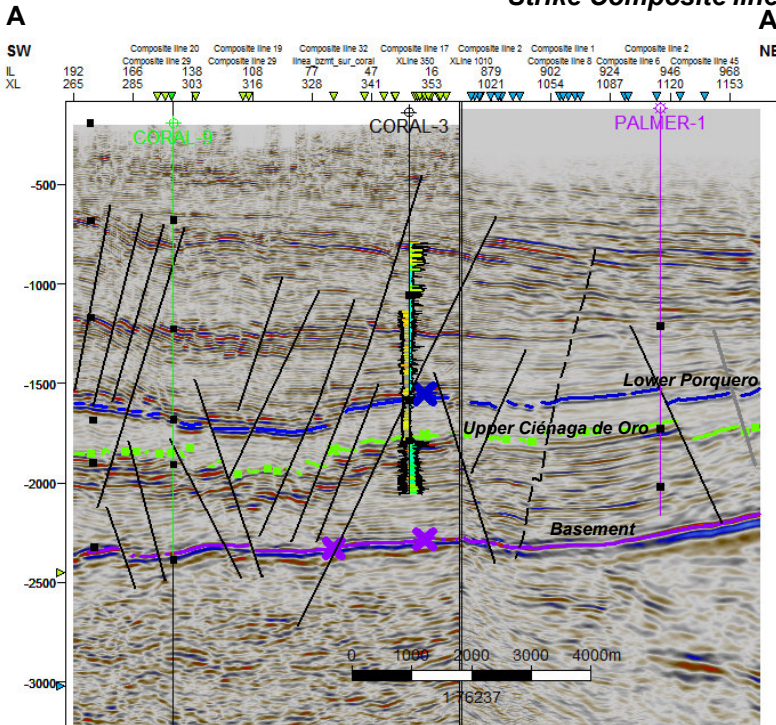 Strike Composite line
A
A
SW
NE
Composite line 20 Composite line 19 Composite line 32 Composite line 17 Composite line 2 Composite line 1 Composite line 2
Composite line 29 Composite line 29 linea_bzmt_sur_coral XLine 350 XLine 1010 Composite line 8 Composite line 6 Composite line 45
IL 192 166 138 108 77 47 16 879 902 924 946 968
XL 265 285 303 316 328 341 353 1021 1054 1087 1120 1153
CORAL-9
CORAL-3
PALMER-1
-500
-1000
-1500
Lower Porquero
Upper Ciénaga de Oro
-2000
Basement
-2500
0 1000 2000 3000 4000m
1:76237
-3000